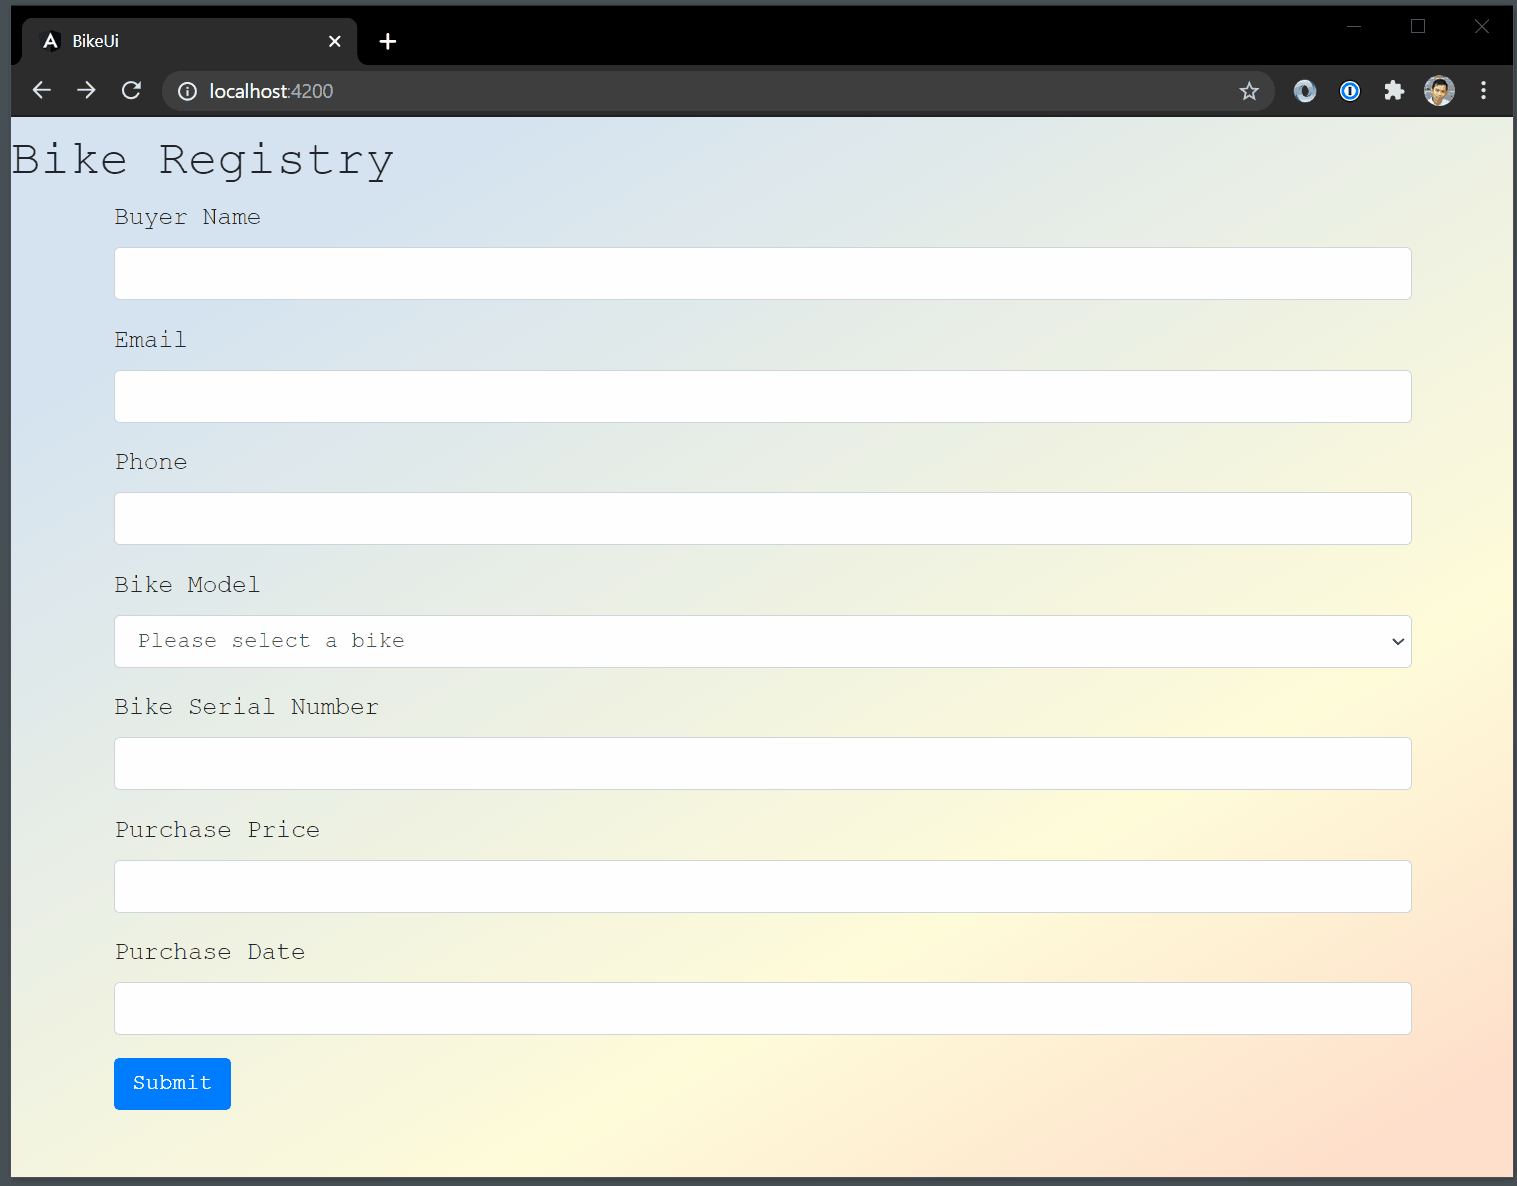 BikeUi
localhost:4200
Bike Registry
Buyer Name
Email
Phone
Bike Model
Please select a bike
Bike Serial Number
Purchase Price
Purchase Date
Submit